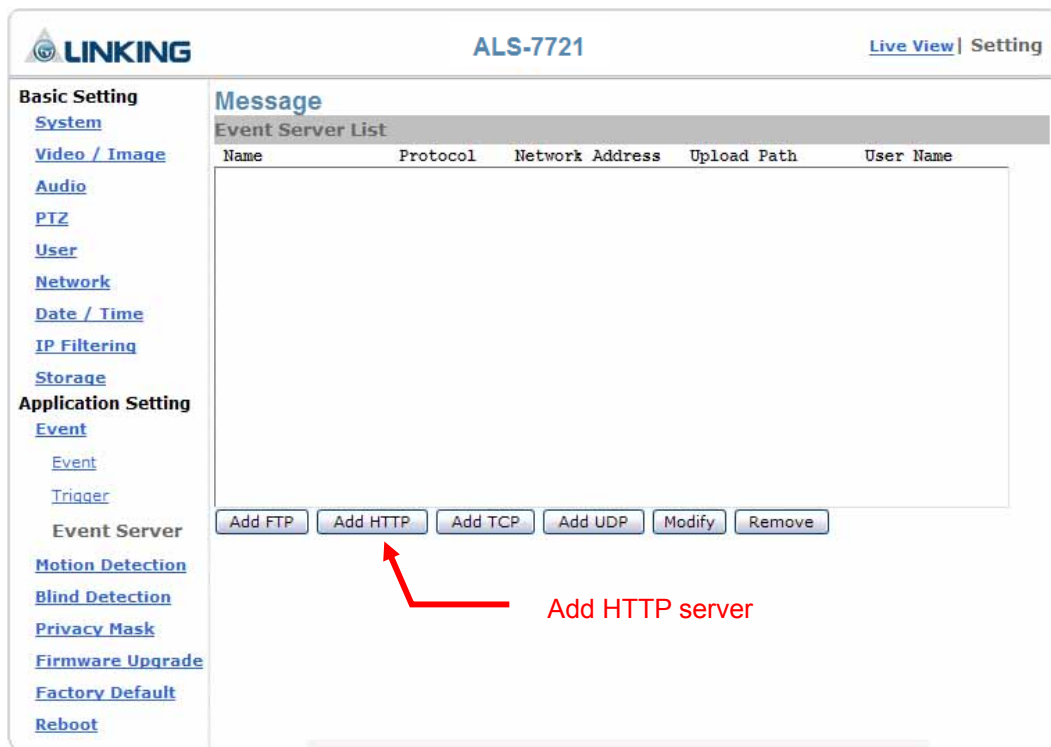 LINKING
ALS-7721
Live View| Setting
Basic Setting
System
Video / Image
Audio
PTZ
User
Network
Date / Time
IP Filtering
Storage
Application Setting
Event
Event
Trigger
Event Server
Motion Detection
Blind Detection
Privacy Mask
Firmware Upgrade
Factory Default
Reboot
Message
Event Server List
Name Protocol Network Address Upload Path User Name
Add FTP Add HTTP Add TCP Add UDP Modify Remove
Add HTTP server